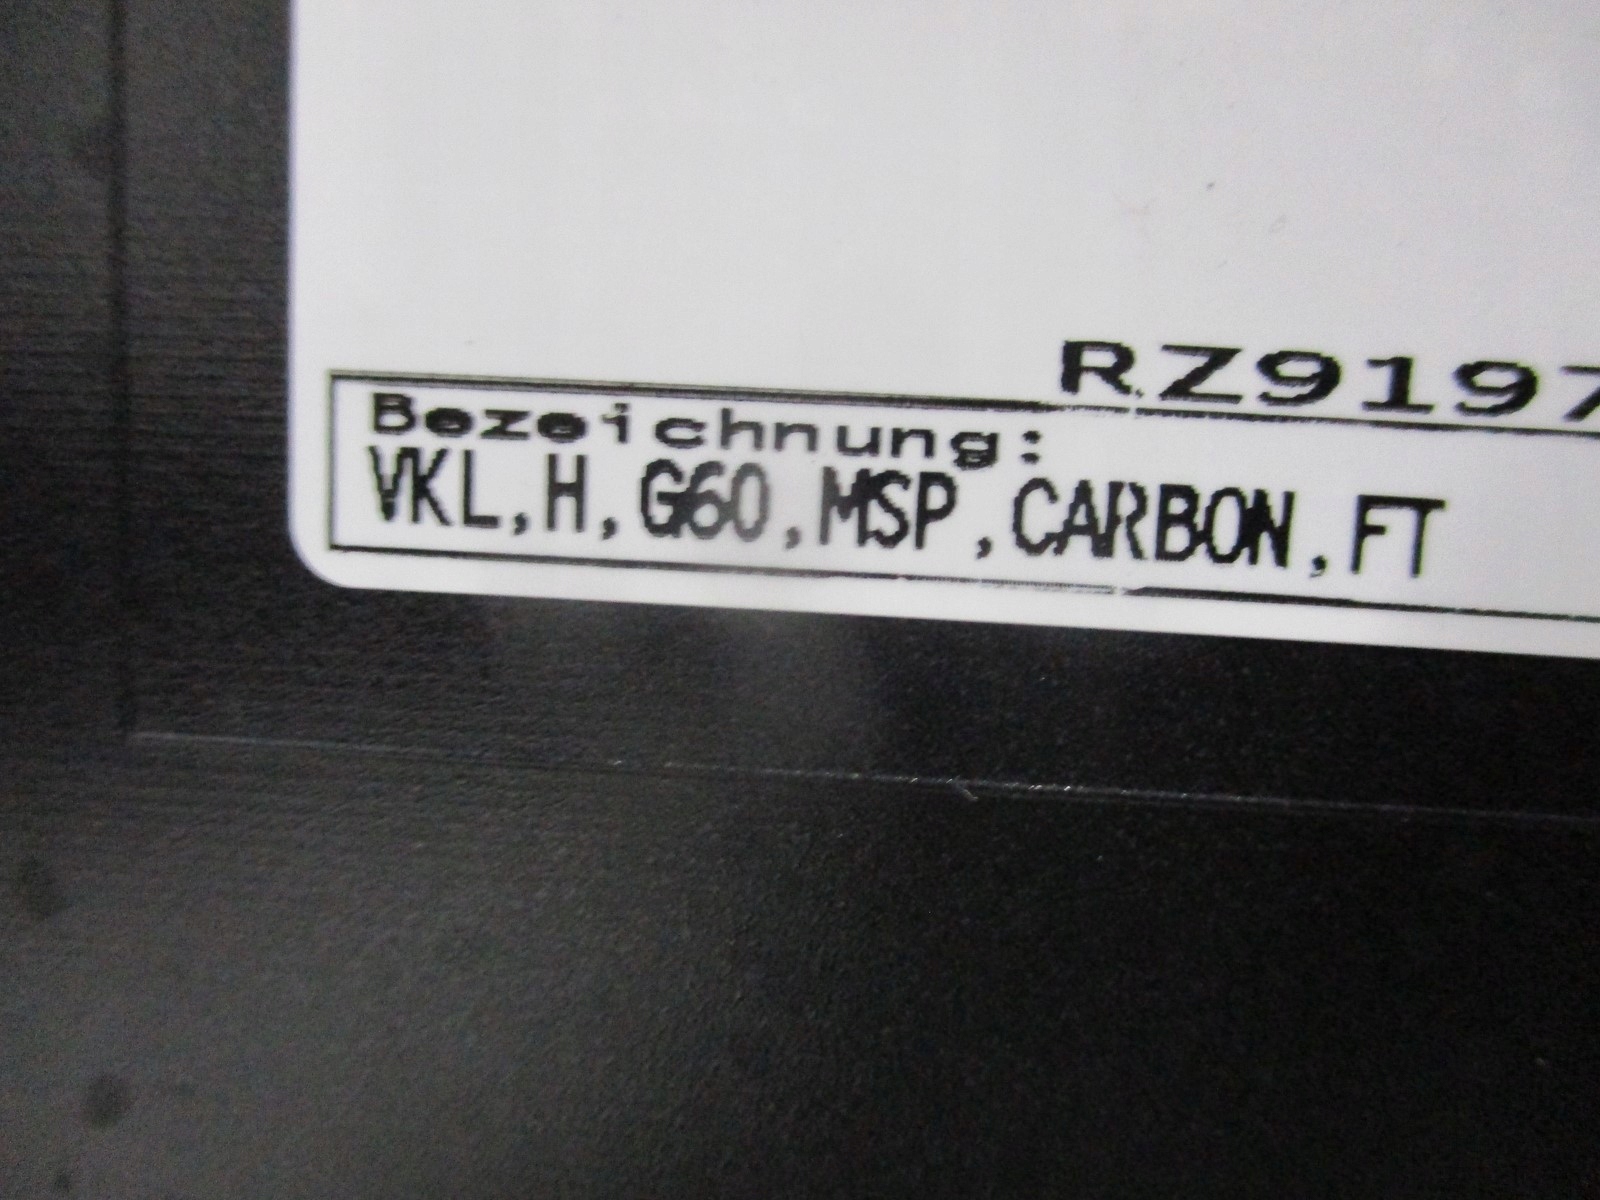 RZ9197
Bezeichnung:
VKL,H,G60,MSP,CARBON,FT